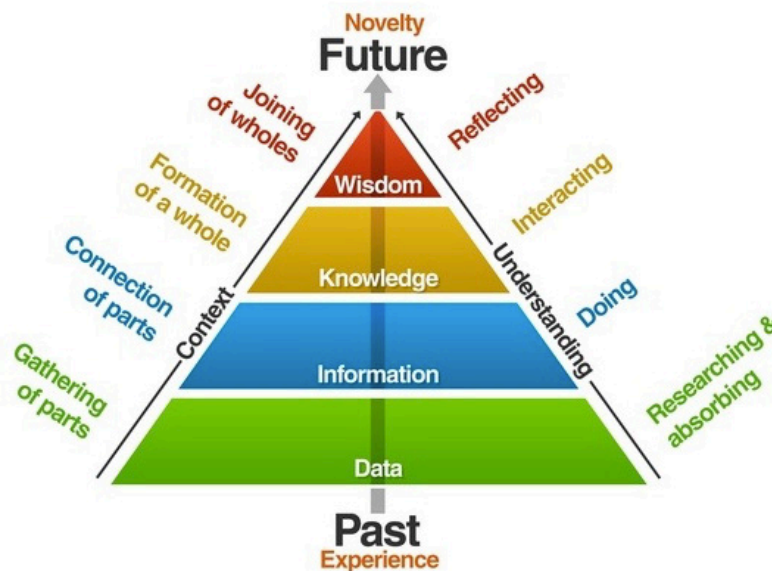 Novelty
Future
Joining
of wholes
Reflecting
Wisdom
Formation
of a whole
Interacting
Knowledge
Connection
of parts
Context
Understanding
Doing
Information
Gathering
of parts
Researching &
absorbing
Data
Past
Experience